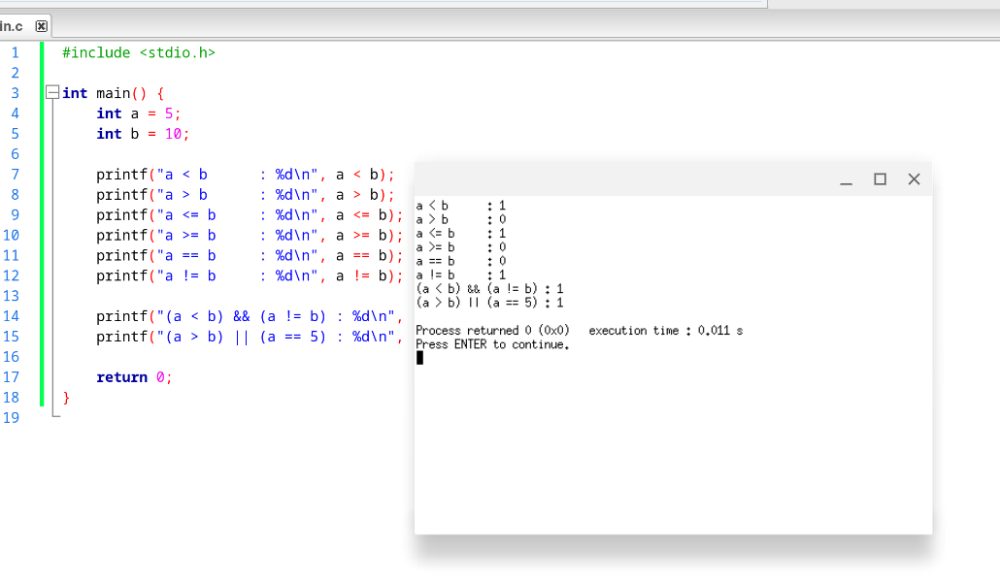 in.c
1 #include <stdio.h>
2
3 int main() {
4 int a = 5;
5 int b = 10;
6
7 printf("a < b      : %d\n", a < b);
8 printf("a > b      : %d\n", a > b);
9 printf("a <= b     : %d\n", a <= b);
10 printf("a >= b     : %d\n", a >= b);
11 printf("a == b     : %d\n", a == b);
12 printf("a != b     : %d\n", a != b);
13
14 printf("(a < b) && (a != b) : %d\n",
15 printf("(a > b) || (a == 5) : %d\n",
16
17 return 0;
18 }
19
a < b      : 1
a > b      : 0
a <= b     : 1
a >= b     : 0
a == b     : 0
a != b     : 1
(a < b) && (a != b) : 1
(a > b) || (a == 5) : 1
Process returned 0 (0x0)   execution time : 0.011 s
Press ENTER to continue.